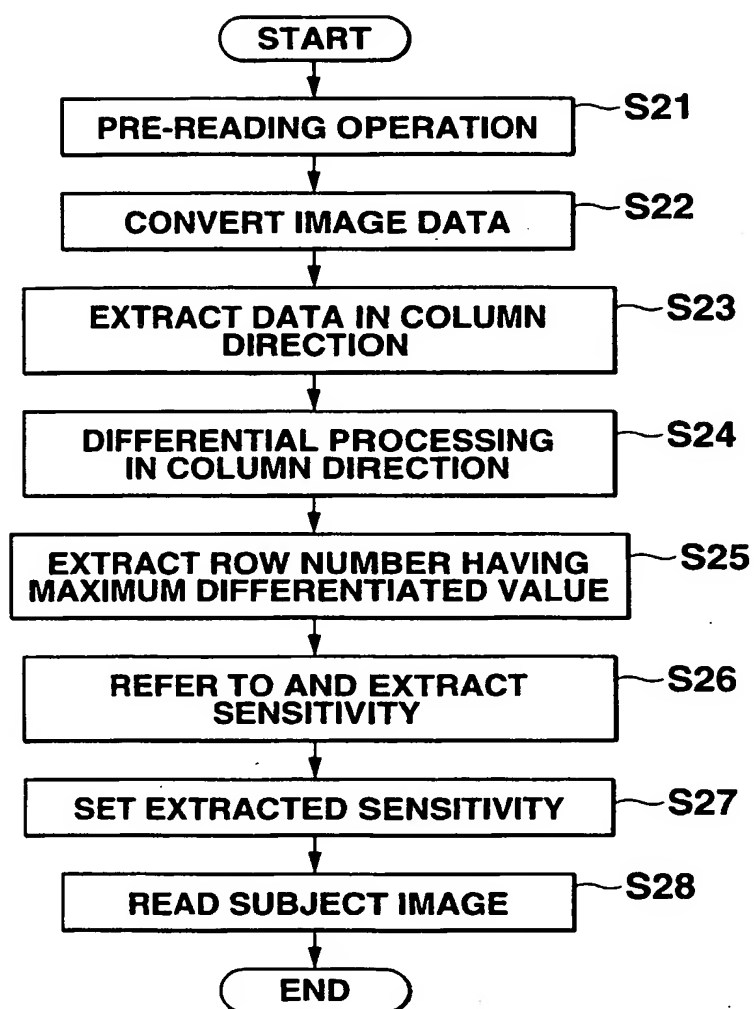 START
PRE-READING OPERATION
S21
CONVERT IMAGE DATA
S22
EXTRACT DATA IN COLUMN
DIRECTION
S23
DIFFERENTIAL PROCESSING
IN COLUMN DIRECTION
S24
EXTRACT ROW NUMBER HAVING
MAXIMUM DIFFERENTIATED VALUE
S25
REFER TO AND EXTRACT
SENSITIVITY
S26
SET EXTRACTED SENSITIVITY
S27
READ SUBJECT IMAGE
S28
END